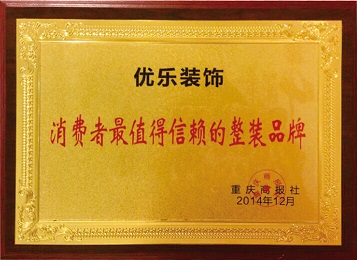 优乐装饰
消费者最值得信赖的整装品牌
重庆商报社
2014年12月